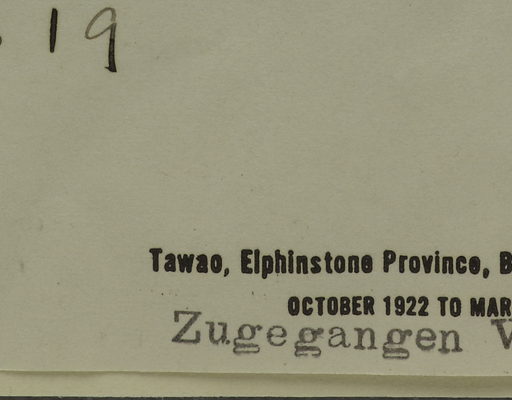 19
Tawao, Elphinstone Province, B
OCTOBER 1922 TO MAR
Zugegangen